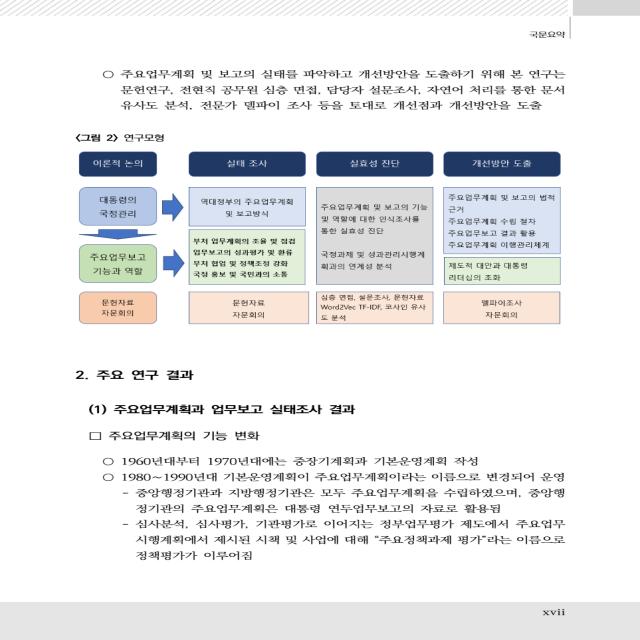 국문요약
○ 주요업무계획 및 보고의 실태를 파악하고 개선방안을 도출하기 위해 본 연구는
문헌연구, 전현직 공무원 심층 면접, 담당자 설문조사, 자연어 처리를 통한 문서
유사도 분석, 전문가 델파이 조사 등을 토대로 개선점과 개선방안을 도출
<그림 2> 연구모형
이론적 논의
실태 조사
실효성 진단
개선방안 도출
대통령의
국정관리
역대정부의 주요업무계획
및 보고방식
주요업무계획 및 보고의 기능
및 역할에 대한 인식조사를
통한 실효성 진단
국정과제 및 성과관리시행계
획과의 연계성 분석
주요업무계획 및 보고의 법적
근거
주요업무계획 수립 절차
주요업무보고 결과 활용
주요업무계획 이행관리체계
주요업무보고
기능과 역할
부처 업무계획의 조율 및 점검
업무보고의 성과평가 및 환류
부처 협업 및 정책조정 강화
국정 홍보 및 국민과의 소통
제도적 대안과 대통령
리더십의 조화
문헌자료
자문회의
문헌자료
자문회의
심층 면접, 설문조사, 문헌자료
Word2Vec TF-IDF, 코사인 유사
도 분석
델파이조사
자문회의
2. 주요 연구 결과
(1) 주요업무계획과 업무보고 실태조사 결과
□ 주요업무계획의 기능 변화
○ 1960년대부터 1970년대에는 중장기계획과 기본운영계획 작성
○ 1980~1990년대 기본운영계획이 주요업무계획이라는 이름으로 변경되어 운영
- 중앙행정기관과 지방행정기관은 모두 주요업무계획을 수립하였으며, 중앙행
정기관의 주요업무계획은 대통령 연두업무보고의 자료로 활용됨
- 심사분석, 심사평가, 기관평가로 이어지는 정부업무평가 제도에서 주요업무
시행계획에서 제시된 시책 및 사업에 대해 "주요정책과제 평가"라는 이름으로
정책평가가 이루어짐
xvii